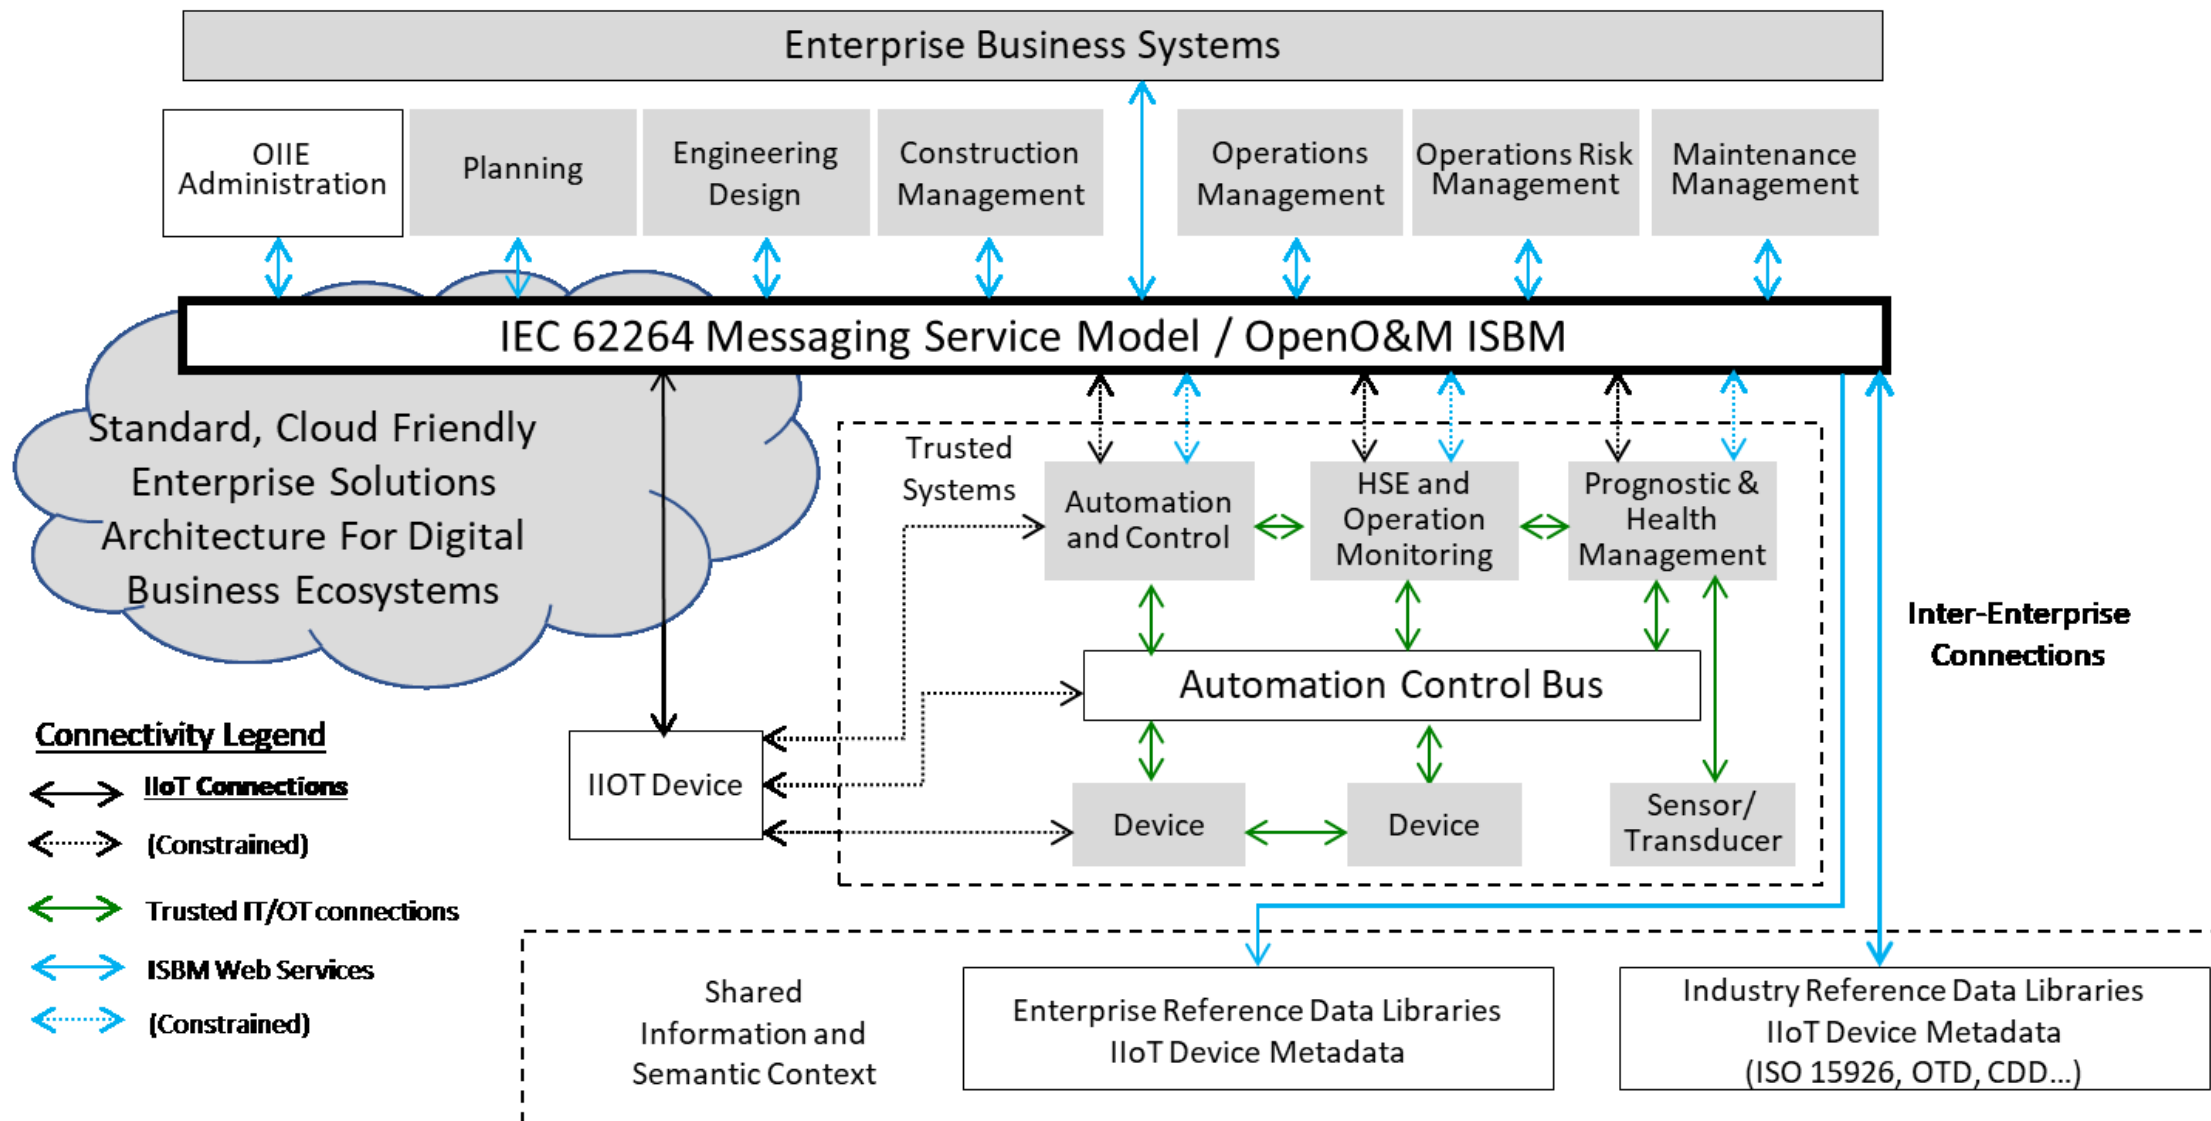 Enterprise Business Systems
OIIE
Administration
Planning
Engineering
Design
Construction
Management
Operations
Management
Operations Risk
Management
Maintenance
Management
IEC 62264 Messaging Service Model / OpenO&M ISBM
Standard, Cloud Friendly
Enterprise Solutions
Architecture For Digital
Business Ecosystems
Trusted
Systems
Automation
and Control
HSE and
Operation
Monitoring
Prognostic &
Health
Management
Inter-Enterprise
Connections
Automation Control Bus
IIOT Device
Device
Device
Sensor/
Transducer
Connectivity Legend
IIoT Connections
(Constrained)
Trusted IT/OT connections
ISBM Web Services
(Constrained)
Shared
Information and
Semantic Context
Enterprise Reference Data Libraries
IIoT Device Metadata
Industry Reference Data Libraries
IIoT Device Metadata
(ISO 15926, OTD, CDD...)